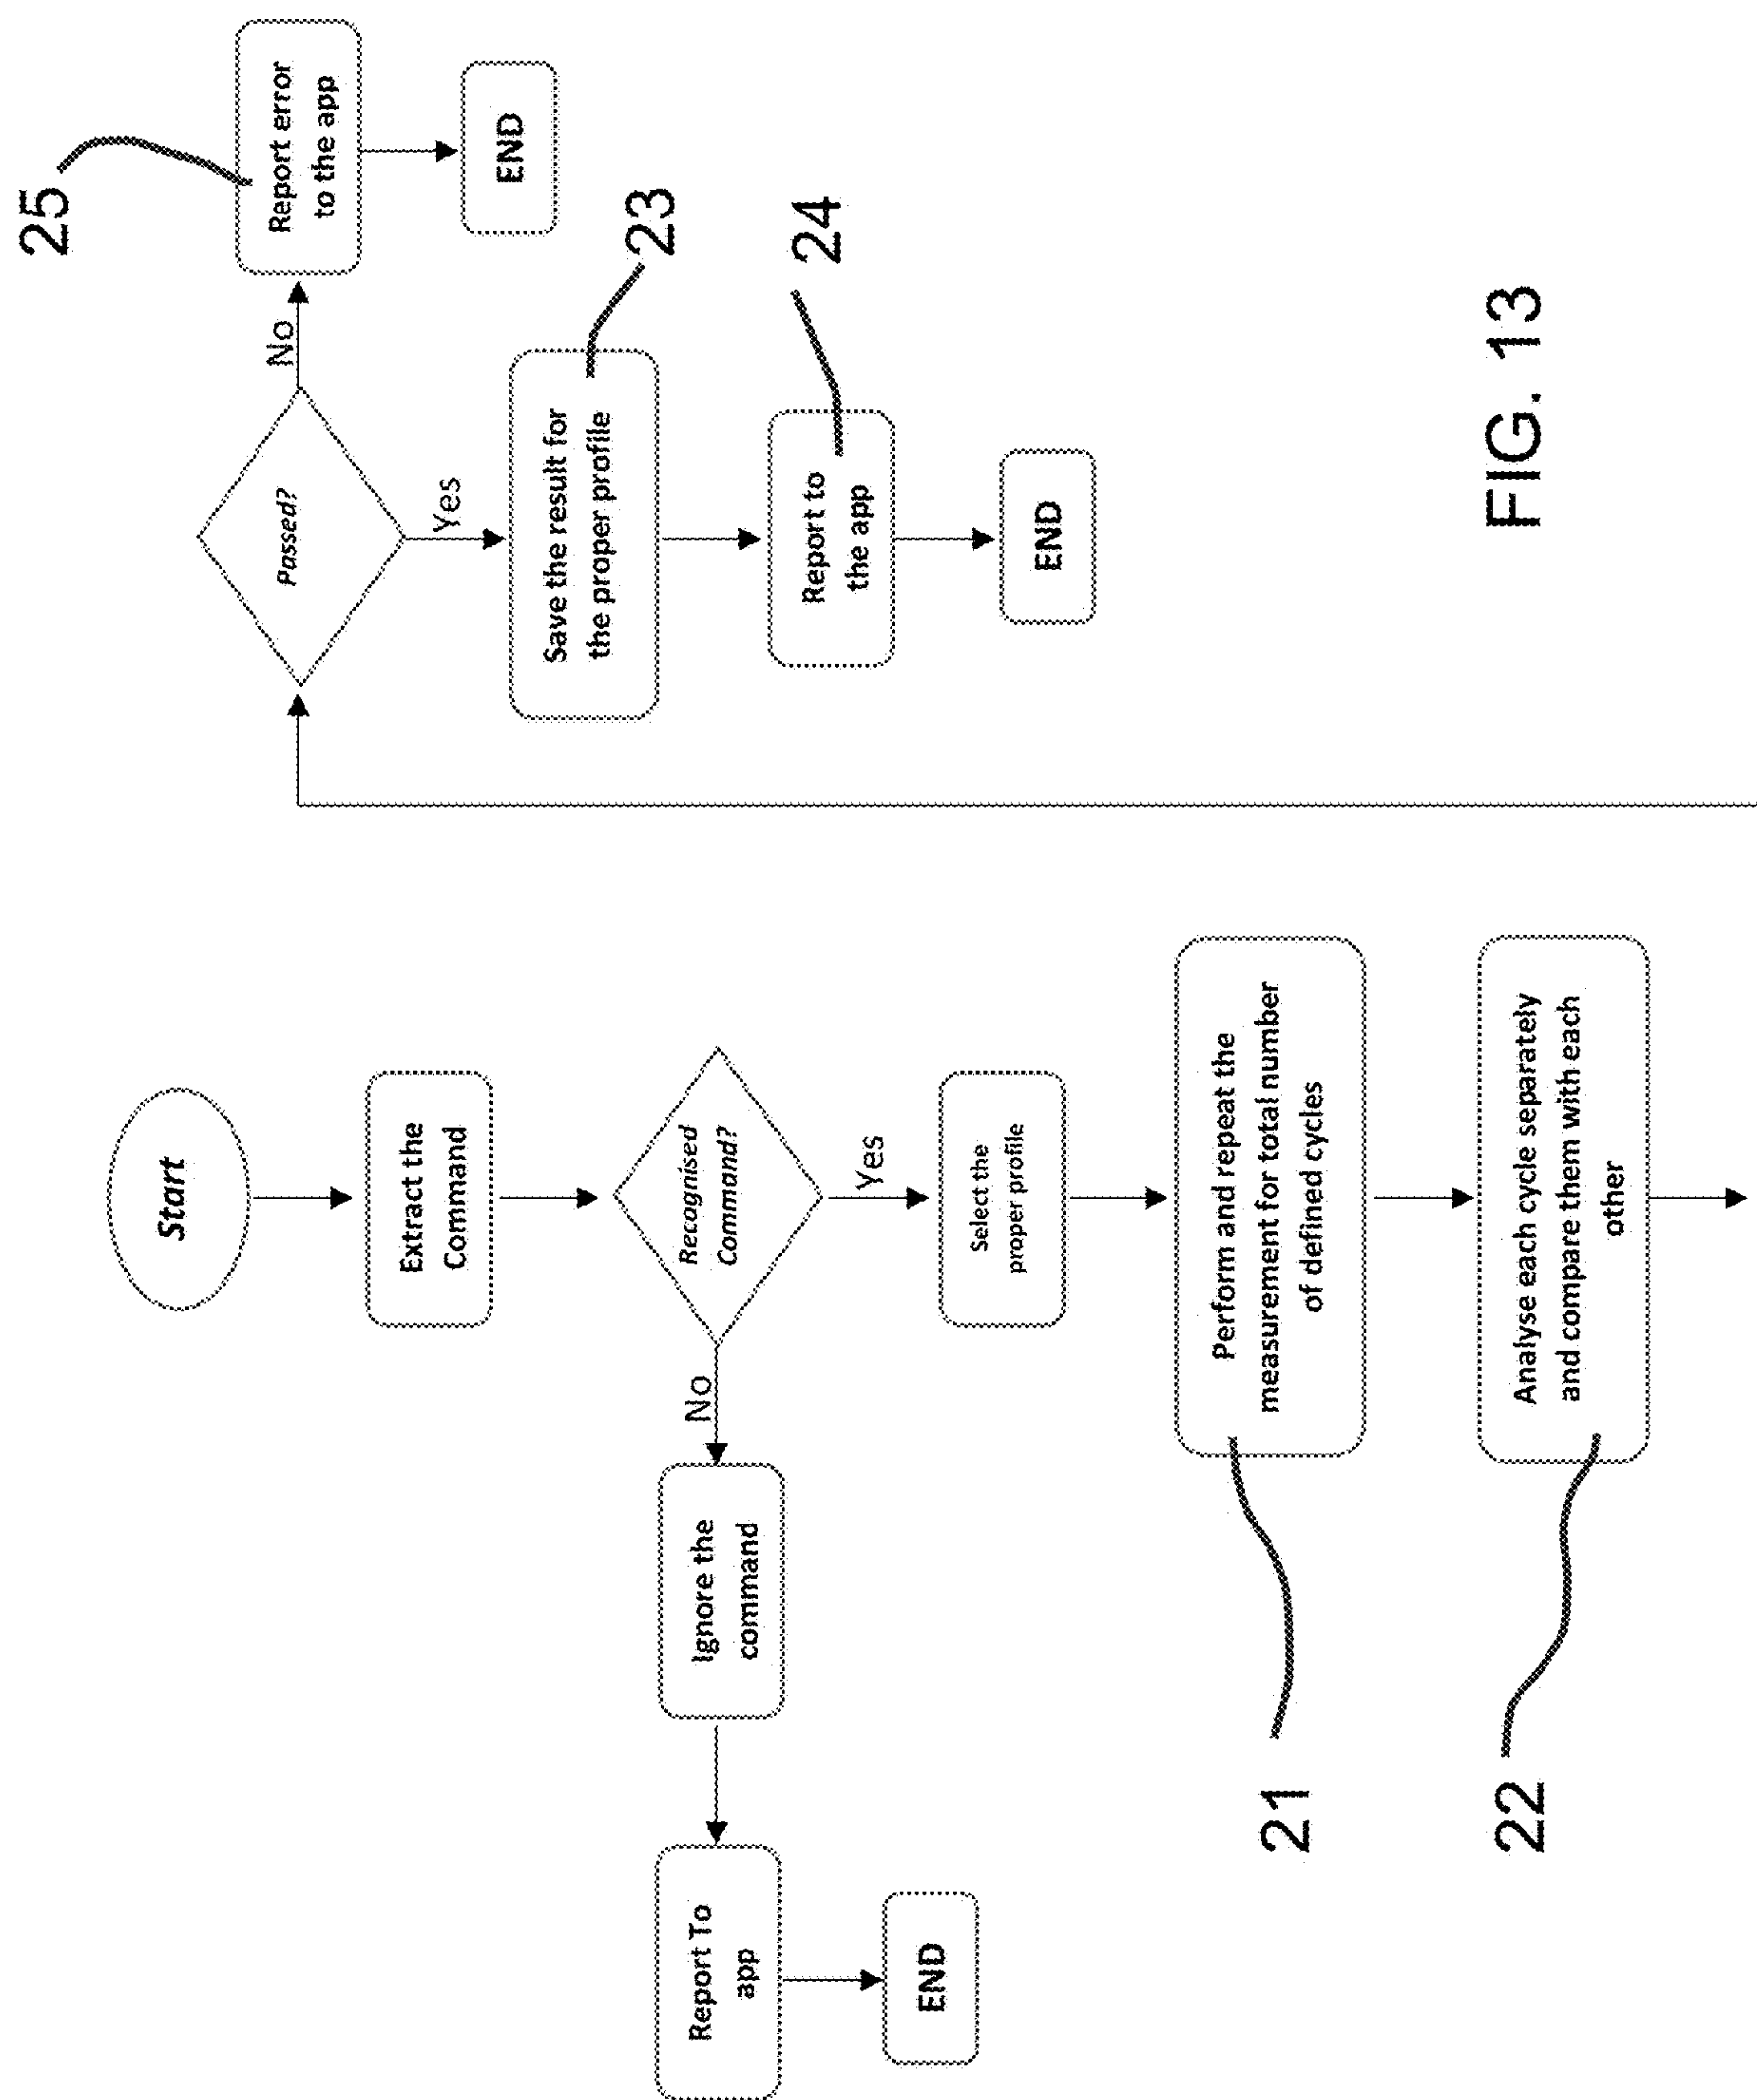 Start
Extract the
Command
Recognised
Command?
No
Ignore the
command
Report To
app
END
Yes
Select the
proper profile
Perform and repeat the
measurement for total number
of defined cycles
21
Analyse each cycle separately
and compare them with each
other
22
Passed?
No
Report error
to the app
25
END
Yes
Save the result for
the proper profile
23
Report to
the app
24
END
FIG. 13